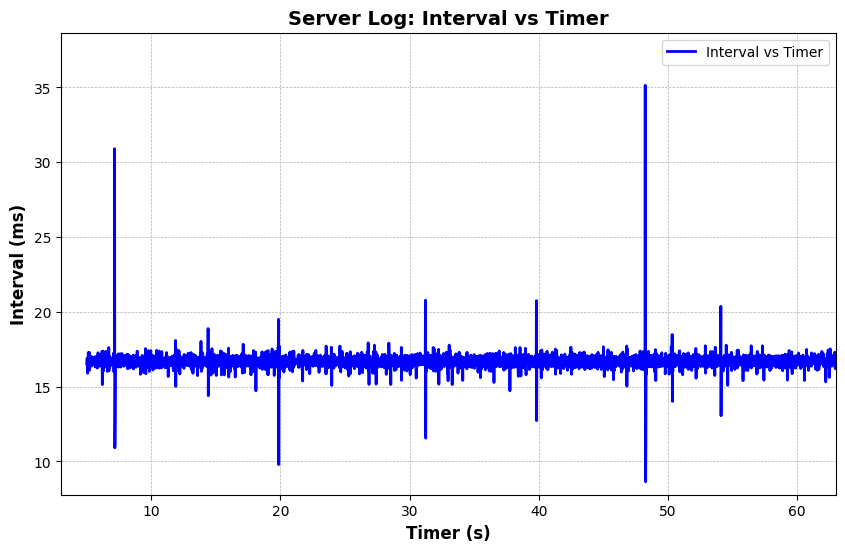 Server Log: Interval vs Timer
Interval vs Timer
35
30
25
20
15
10
Interval (ms)
10 20 30 40 50 60
Timer (s)